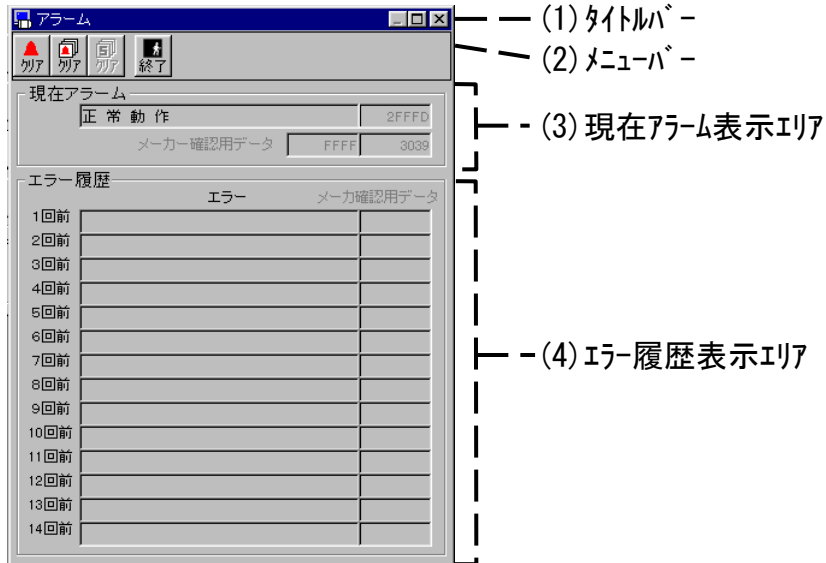 アラーム
(1)ﾀｲﾄﾙﾊﾞｰ
クリア クリア クリア 終了
(2)ﾒﾆｭｰﾊﾞｰ
現在アラーム
正常動作 2FFFD
メーカー確認用データ FFFF 3039
(3)現在ｱﾗｰﾑ表示ｴﾘｱ
エラー履歴
エラー メーカ確認用データ
1回前
2回前
3回前
4回前
5回前
6回前
7回前
(4)ｴﾗｰ履歴表示ｴﾘｱ
8回前
9回前
10回前
11回前
12回前
13回前
14回前